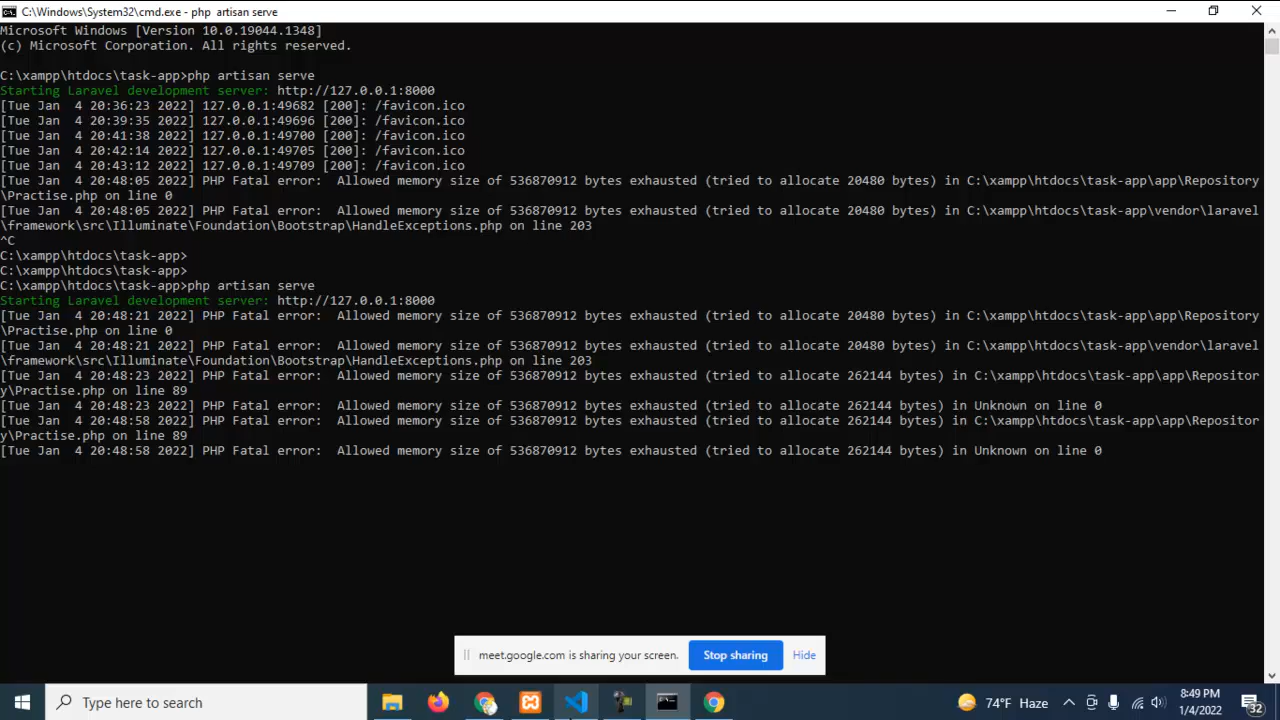 C:\Windows\System32\cmd.exe - php  artisan serve
Microsoft Windows [Version 10.0.19044.1348]
(c) Microsoft Corporation. All rights reserved.
C:\xampp\htdocs\task-app>php artisan serve
Starting Laravel development server: http://127.0.0.1:8000
[Tue Jan  4 20:36:23 2022] 127.0.0.1:49682 [200]: /favicon.ico
[Tue Jan  4 20:39:35 2022] 127.0.0.1:49696 [200]: /favicon.ico
[Tue Jan  4 20:41:38 2022] 127.0.0.1:49700 [200]: /favicon.ico
[Tue Jan  4 20:42:14 2022] 127.0.0.1:49705 [200]: /favicon.ico
[Tue Jan  4 20:43:12 2022] 127.0.0.1:49709 [200]: /favicon.ico
[Tue Jan  4 20:48:05 2022] PHP Fatal error:  Allowed memory size of 536870912 bytes exhausted (tried to allocate 20480 bytes) in C:\xampp\htdocs\task-app\app\Repository
\Practise.php on line 0
[Tue Jan  4 20:48:05 2022] PHP Fatal error:  Allowed memory size of 536870912 bytes exhausted (tried to allocate 20480 bytes) in C:\xampp\htdocs\task-app\vendor\laravel
\framework\src\Illuminate\Foundation\Bootstrap\HandleExceptions.php on line 203
^C
C:\xampp\htdocs\task-app>
C:\xampp\htdocs\task-app>
C:\xampp\htdocs\task-app>php artisan serve
Starting Laravel development server: http://127.0.0.1:8000
[Tue Jan  4 20:48:21 2022] PHP Fatal error:  Allowed memory size of 536870912 bytes exhausted (tried to allocate 20480 bytes) in C:\xampp\htdocs\task-app\app\Repository
\Practise.php on line 0
[Tue Jan  4 20:48:21 2022] PHP Fatal error:  Allowed memory size of 536870912 bytes exhausted (tried to allocate 20480 bytes) in C:\xampp\htdocs\task-app\vendor\laravel
\framework\src\Illuminate\Foundation\Bootstrap\HandleExceptions.php on line 203
[Tue Jan  4 20:48:23 2022] PHP Fatal error:  Allowed memory size of 536870912 bytes exhausted (tried to allocate 262144 bytes) in C:\xampp\htdocs\task-app\app\Repositor
y\Practise.php on line 89
[Tue Jan  4 20:48:23 2022] PHP Fatal error:  Allowed memory size of 536870912 bytes exhausted (tried to allocate 262144 bytes) in Unknown on line 0
[Tue Jan  4 20:48:58 2022] PHP Fatal error:  Allowed memory size of 536870912 bytes exhausted (tried to allocate 262144 bytes) in C:\xampp\htdocs\task-app\app\Repositor
y\Practise.php on line 89
[Tue Jan  4 20:48:58 2022] PHP Fatal error:  Allowed memory size of 536870912 bytes exhausted (tried to allocate 262144 bytes) in Unknown on line 0
meet.google.com is sharing your screen. Stop sharing Hide
Type here to search
74°F Haze
8:49 PM
1/4/2022
32